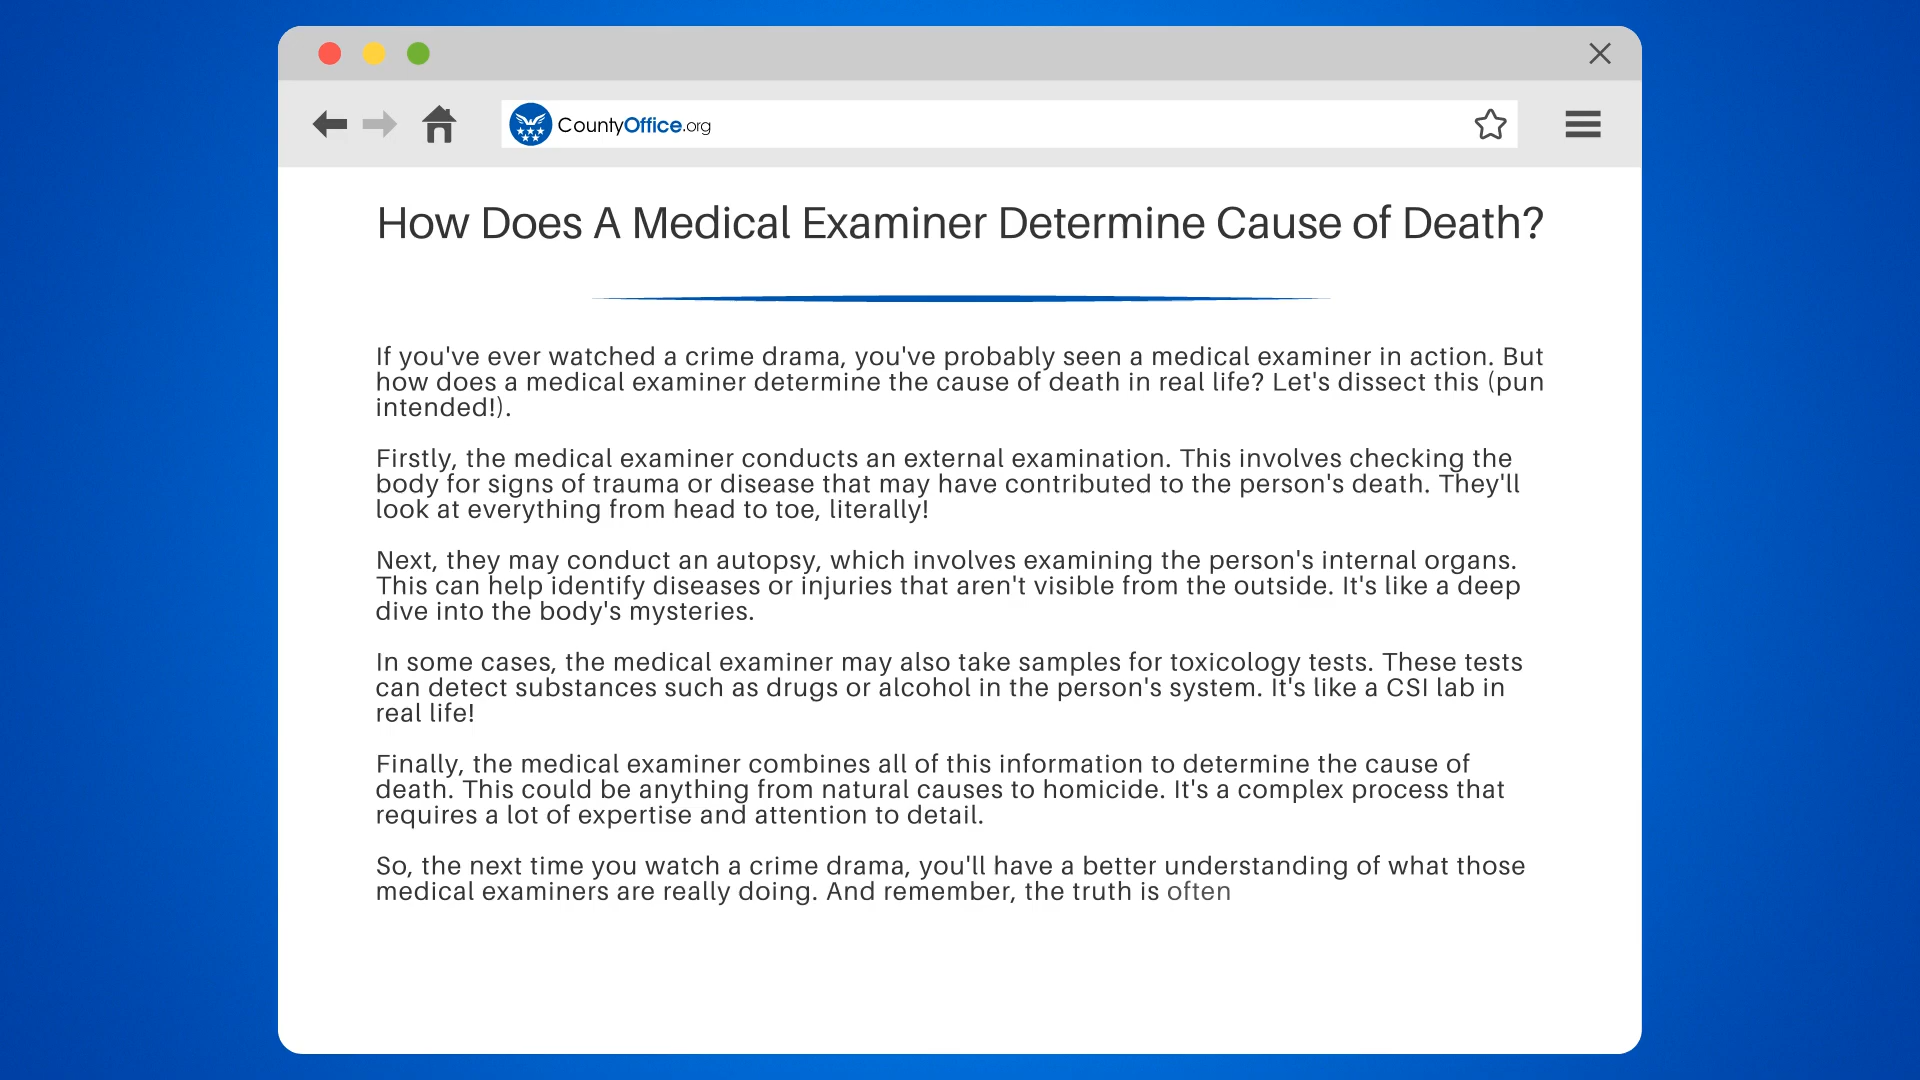 CountyOffice.org
How Does A Medical Examiner Determine Cause of Death?
If you've ever watched a crime drama, you've probably seen a medical examiner in action. But
how does a medical examiner determine the cause of death in real life? Let's dissect this (pun
intended!).
Firstly, the medical examiner conducts an external examination. This involves checking the
body for signs of trauma or disease that may have contributed to the person's death. They'll
look at everything from head to toe, literally!
Next, they may conduct an autopsy, which involves examining the person's internal organs.
This can help identify diseases or injuries that aren't visible from the outside. It's like a deep
dive into the body's mysteries.
In some cases, the medical examiner may also take samples for toxicology tests. These tests
can detect substances such as drugs or alcohol in the person's system. It's like a CSI lab in
real life!
Finally, the medical examiner combines all of this information to determine the cause of
death. This could be anything from natural causes to homicide. It's a complex process that
requires a lot of expertise and attention to detail.
So, the next time you watch a crime drama, you'll have a better understanding of what those
medical examiners are really doing. And remember, the truth is often